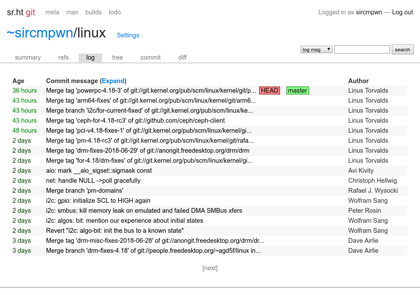 sr.ht git meta man builds todo Logged in as sircmpwn — Log out
~sircmpwn/linux Settings
summary refs log tree commit diff log msg search
Age Commit message (Expand) Author
36 hours Merge tag 'powerpc-4.18-3' of git://git.kernel.org/pub/scm/linux/kernel/git/p... HEAD master Linus Torvalds
43 hours Merge tag 'arm64-fixes' of git://git.kernel.org/pub/scm/linux/kernel/git/arm6... Linus Torvalds
43 hours Merge branch 'i2c/for-current-fixed' of git://git.kernel.org/pub/scm/linux/ke... Linus Torvalds
43 hours Merge tag 'ceph-for-4.18-rc3' of git://github.com/ceph/ceph-client Linus Torvalds
48 hours Merge tag 'pci-v4.18-fixes-1' of git://git.kernel.org/pub/scm/linux/kernel/gi... Linus Torvalds
2 days Merge tag 'pm-4.18-rc3' of git://git.kernel.org/pub/scm/linux/kernel/git/rafa... Linus Torvalds
2 days Merge tag 'drm-fixes-2018-06-29' of git://anongit.freedesktop.org/drm/drm Linus Torvalds
2 days Merge tag 'for-4.18/dm-fixes' of git://git.kernel.org/pub/scm/linux/kernel/gi... Linus Torvalds
2 days aio: mark __aio_sigset::sigmask const Avi Kivity
2 days net: handle NULL ->poll gracefully Christoph Hellwig
2 days Merge branch 'pm-domains' Rafael J. Wysocki
2 days i2c: gpio: initialize SCL to HIGH again Wolfram Sang
2 days i2c: smbus: kill memory leak on emulated and failed DMA SMBus xfers Peter Rosin
2 days i2c: algos: bit: mention our experience about initial states Wolfram Sang
2 days Revert "i2c: algo-bit: init the bus to a known state" Wolfram Sang
3 days Merge tag 'drm-misc-fixes-2018-06-28' of git://anongit.freedesktop.org/drm/dr... Dave Airlie
3 days Merge branch 'drm-fixes-4.18' of git://people.freedesktop.org/~agd5f/linux in... Dave Airlie
[next]